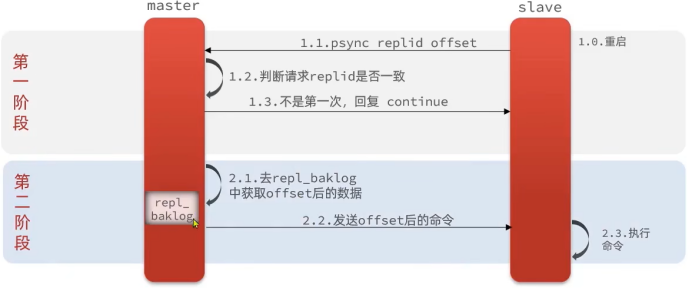 master
slave
第一阶段
1.0.重启
1.1.psync replid offset
1.2.判断请求replid是否一致
1.3.不是第一次，回复 continue
第二阶段
2.1.去repl_baklog
中获取offset后的数据
repl_
baklog
2.2.发送offset后的命令
2.3.执行
命令